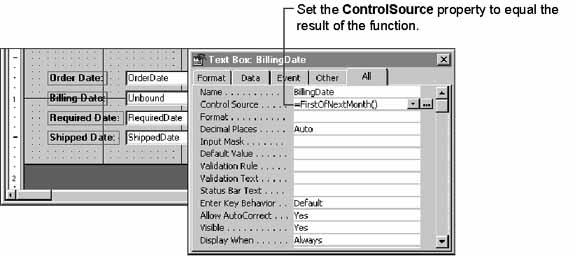 Set the ControlSource property to equal the
result of the function.
Order Date: OrderDate
Billing Date: Unbound
Required Date: RequiredDate
Shipped Date: ShippedDate
1
2
Text Box: BillingDate
Format Data Event Other All
Name . . . . . . . . . . . BillingDate
Control Source . . . . . =FirstOfNextMonth()
Format . . . . . . . . . .
Decimal Places . . . . . Auto
Input Mask . . . . . . . .
Default Value . . . . . .
Validation Rule . . . . .
Validation Text . . . . .
Status Bar Text . . . . .
Enter Key Behavior . . Default
Allow AutoCorrect . . . Yes
Visible . . . . . . . . . . Yes
Display When . . . . . . Always